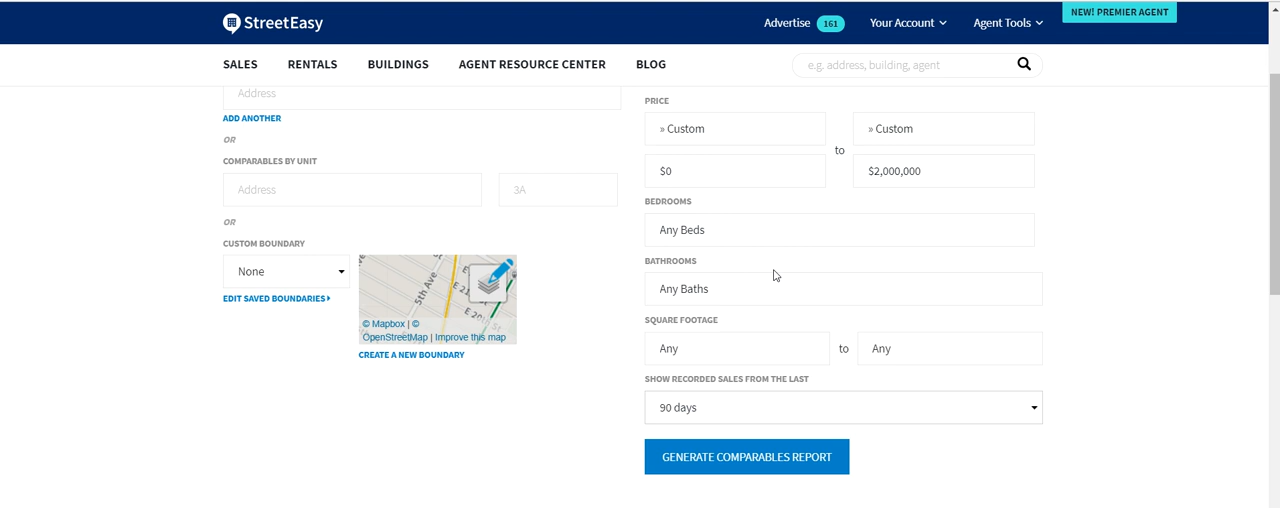 NEW! PREMIER AGENT
StreetEasy
Advertise 161 Your Account Agent Tools
SALES RENTALS BUILDINGS AGENT RESOURCE CENTER BLOG
e.g. address, building, agent
Address
ADD ANOTHER
OR
COMPARABLES BY UNIT
Address 3A
OR
CUSTOM BOUNDARY
None
EDIT SAVED BOUNDARIES
5th Ave
E 21
E 20th St
© Mapbox | ©
OpenStreetMap | Improve this map
CREATE A NEW BOUNDARY
PRICE
» Custom to » Custom
$0 $2,000,000
BEDROOMS
Any Beds
BATHROOMS
Any Baths
SQUARE FOOTAGE
Any to Any
SHOW RECORDED SALES FROM THE LAST
90 days
GENERATE COMPARABLES REPORT